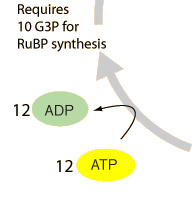 Requires
10 G3P for
RuBP synthesis
12 ADP
12 ATP